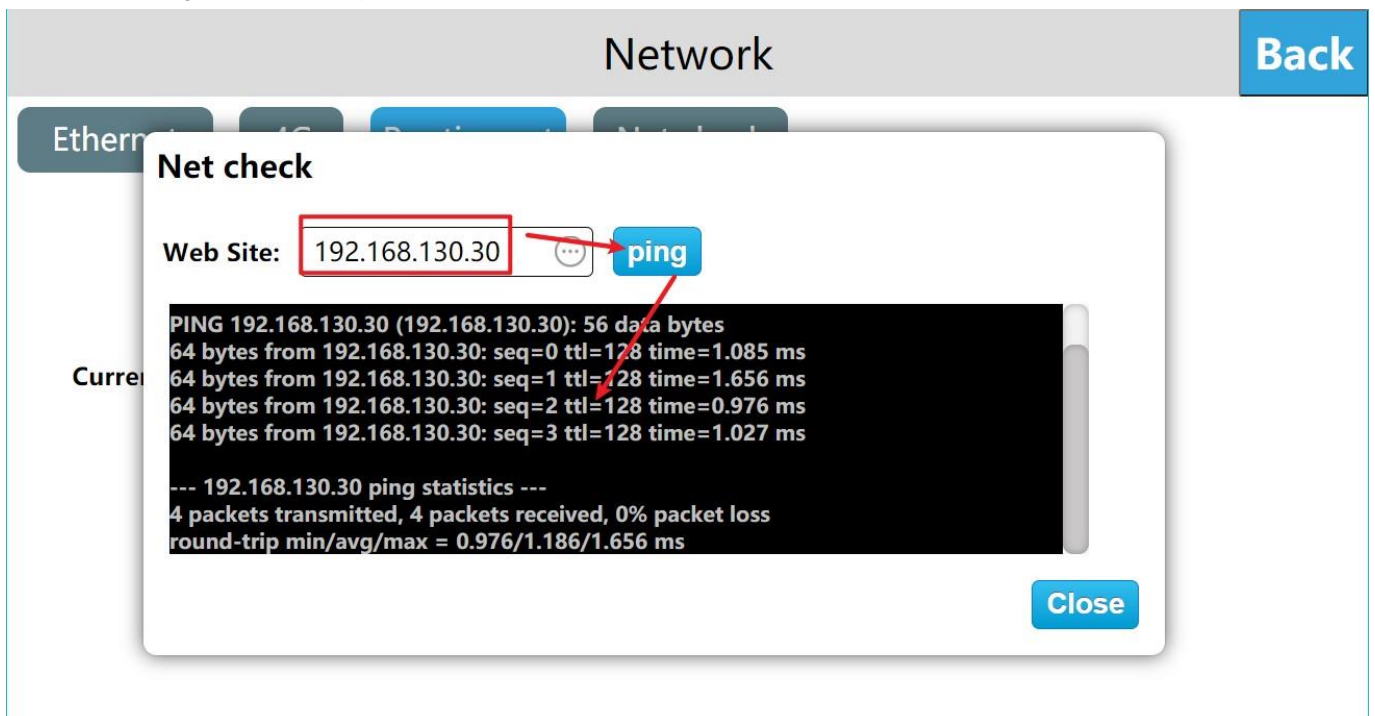 Network
Back
Net check
Web Site: 192.168.130.30 ping
PING 192.168.130.30 (192.168.130.30): 56 data bytes
64 bytes from 192.168.130.30: seq=0 ttl=128 time=1.085 ms
64 bytes from 192.168.130.30: seq=1 ttl=128 time=1.656 ms
64 bytes from 192.168.130.30: seq=2 ttl=128 time=0.976 ms
64 bytes from 192.168.130.30: seq=3 ttl=128 time=1.027 ms
--- 192.168.130.30 ping statistics ---
4 packets transmitted, 4 packets received, 0% packet loss
round-trip min/avg/max = 0.976/1.186/1.656 ms
Close